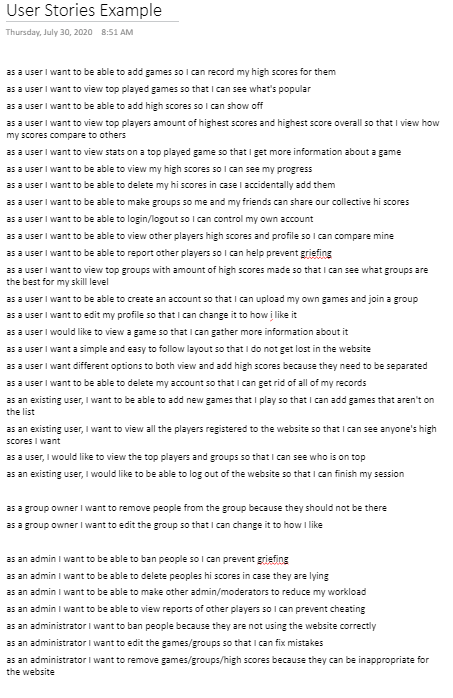 User Stories Example
Thursday, July 30, 2020 8:51 AM
as a user I want to be able to add games so I can record my high scores for them
as a user I want to view top played games so that I can see what's popular
as a user I want to be able to add high scores so I can show off
as a user I want to view top players amount of highest scores and highest score overall so that I view how
my scores compare to others
as a user I want to view stats on a top played game so that I get more information about a game
as a user I want to be able to view my high scores so I can see my progress
as a user I want to be able to delete my hi scores in case I accidentally add them
as a user I want to be able to make groups so me and my friends can share our collective hi scores
as a user I want to be able to login/logout so I can control my own account
as a user I want to be able to view other players high scores and profile so I can compare mine
as a user I want to be able to report other players so I can help prevent griefing
as a user I want to view top groups with amount of high scores made so that I can see what groups are
the best for my skill level
as a user I want to be able to create an account so that I can upload my own games and join a group
as a user I want to edit my profile so that I can change it to how i like it
as a user I would like to view a game so that I can gather more information about it
as a user I want a simple and easy to follow layout so that I do not get lost in the website
as a user I want different options to both view and add high scores because they need to be separated
as a user I want to be able to delete my account so that I can get rid of all of my records
as an existing user, I want to be able to add new games that I play so that I can add games that aren't on
the list
as an existing user, I want to view all the players registered to the website so that I can see anyone's high
scores I want
as a user, I would like to view the top players and groups so that I can see who is on top
as an existing user, I would like to be able to log out of the website so that I can finish my session
as a group owner I want to remove people from the group because they should not be there
as a group owner I want to edit the group so that I can change it to how I like
as an admin I want to be able to ban people so I can prevent griefing
as an admin I want to be able to delete peoples hi scores in case they are lying
as an admin I want to be able to make other admin/moderators to reduce my workload
as an admin I want to be able to view reports of other players so I can prevent cheating
as an administrator I want to ban people because they are not using the website correctly
as an administrator I want to edit the games/groups so that I can fix mistakes
as an administrator I want to remove games/groups/high scores because they can be inappropriate for
the website